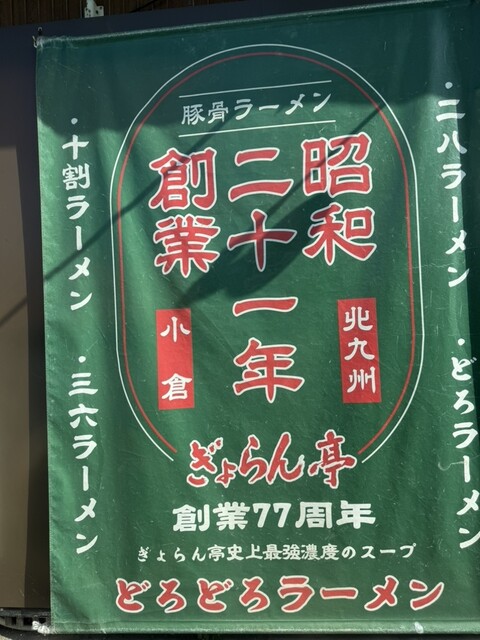 豚骨ラーメン
昭和
二十一年
創業
北九州
小倉
ぎょらん亭
創業77周年
ぎょらん亭史上最強濃度のスープ
どろどろラーメン
・二八ラーメン
・どろラーメン
・十割ラーメン
・三六ラーメン